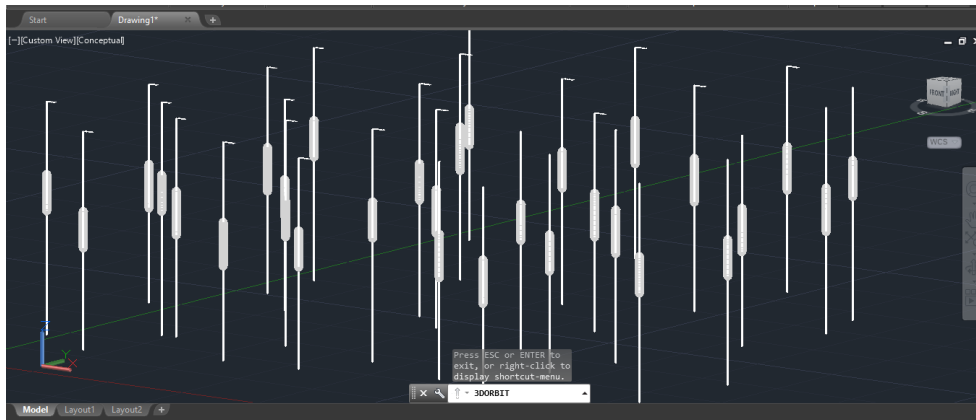 Start
Drawing1*
[−][Custom View][Conceptual]
FRONT RIGHT
WCS
Press ESC or ENTER to
exit, or right-click to
display shortcut-menu.
3DORBIT
Z
Y
X
Model Layout1 Layout2